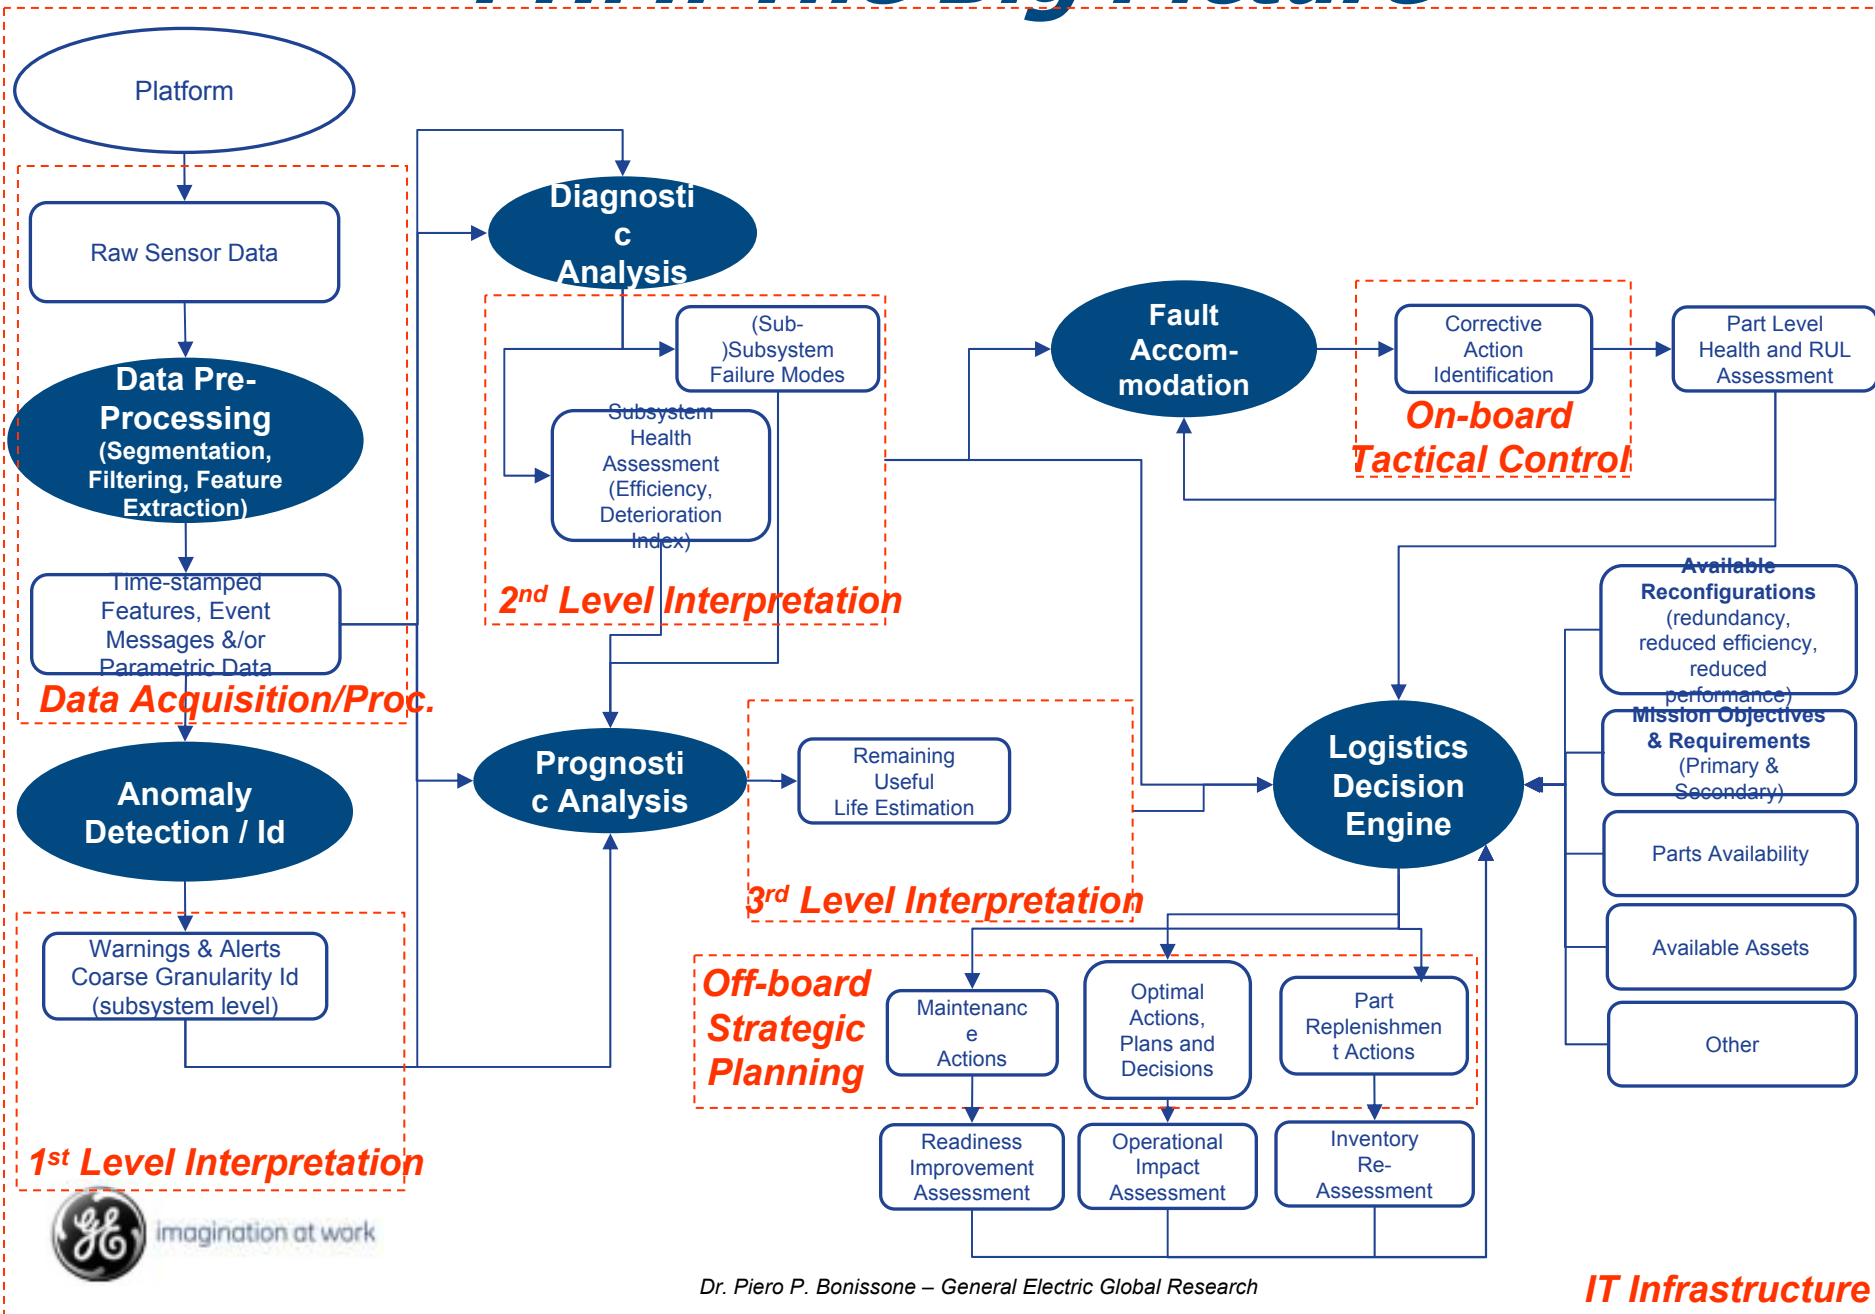 The Big Picture
Platform
Raw Sensor Data
Data Pre-
Processing
(Segmentation,
Filtering, Feature
Extraction)
Time-stamped
Features, Event
Messages &/or
Parametric Data
Data Acquisition/Proc.
Anomaly
Detection / Id
Warnings & Alerts
Coarse Granularity Id
(subsystem level)
1st Level Interpretation
Diagnosti
c
Analysis
(Sub-
)Subsystem
Failure Modes
Subsystem
Health
Assessment
(Efficiency,
Deterioration
Index)
2nd Level Interpretation
Prognosti
c Analysis
Remaining
Useful
Life Estimation
3rd Level Interpretation
Fault
Accom-
modation
Corrective
Action
Identification
On-board
Tactical Control
Part Level
Health and RUL
Assessment
Logistics
Decision
Engine
Available
Reconfigurations
(redundancy,
reduced efficiency,
reduced
performance)
Mission Objectives
& Requirements
(Primary &
Secondary)
Parts Availability
Available Assets
Other
Off-board
Strategic
Planning
Maintenanc
e
Actions
Optimal
Actions,
Plans and
Decisions
Part
Replenishmen
t Actions
Readiness
Improvement
Assessment
Operational
Impact
Assessment
Inventory
Re-
Assessment
GE
imagination at work
Dr. Piero P. Bonissone – General Electric Global Research
IT Infrastructure